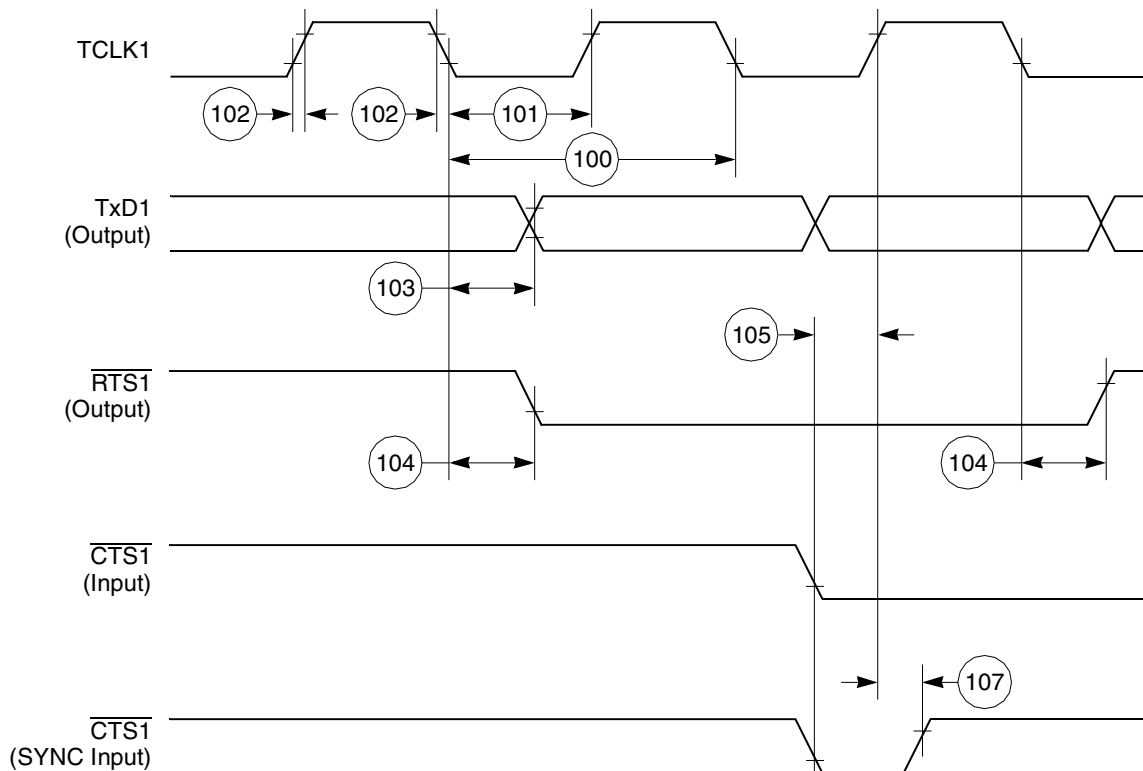 TCLK1
102
102
101
100
TxD1
(Output)
103
105
RTS1
(Output)
104
104
CTS1
(Input)
107
CTS1
(SYNC Input)